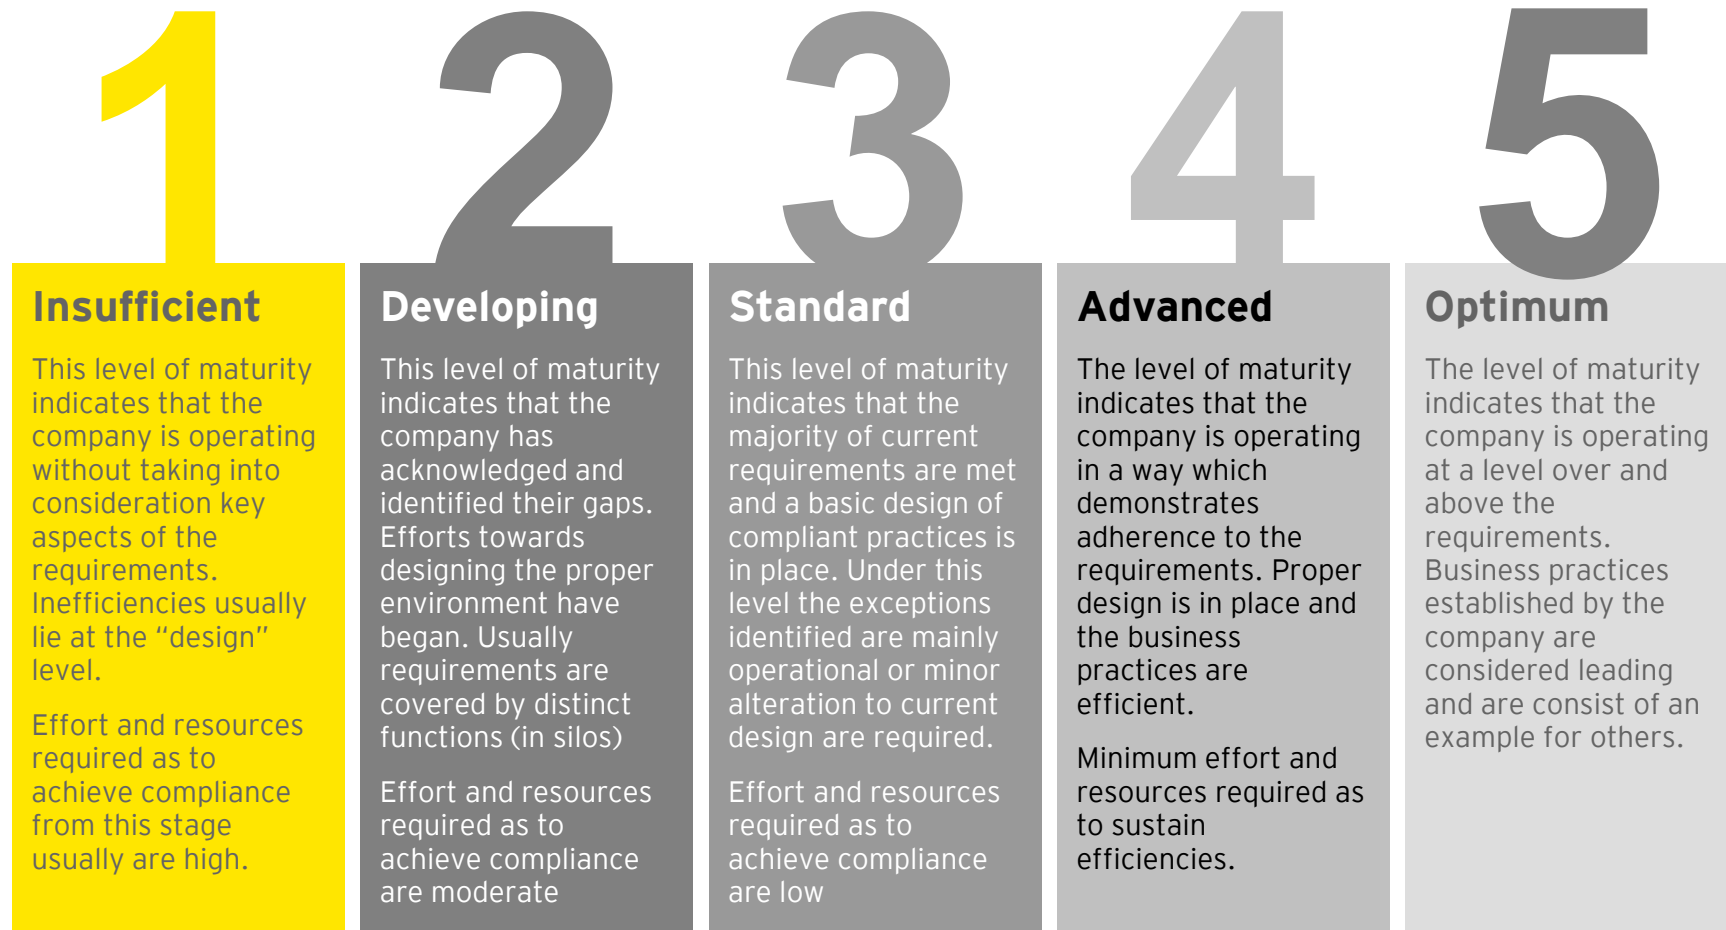 1
Insufficient
This level of maturity
indicates that the
company is operating
without taking into
consideration key
aspects of the
requirements.
Inefficiencies usually
lie at the “design”
level.
Effort and resources
required as to
achieve compliance
from this stage
usually are high.
2
Developing
This level of maturity
indicates that the
company has
acknowledged and
identified their gaps.
Efforts towards
designing the proper
environment have
began. Usually
requirements are
covered by distinct
functions (in silos)
Effort and resources
required as to
achieve compliance
are moderate
3
Standard
This level of maturity
indicates that the
majority of current
requirements are met
and a basic design of
compliant practices is
in place. Under this
level the exceptions
identified are mainly
operational or minor
alteration to current
design are required.
Effort and resources
required as to
achieve compliance
are low
4
Advanced
The level of maturity
indicates that the
company is operating
in a way which
demonstrates
adherence to the
requirements. Proper
design is in place and
the business
practices are
efficient.
Minimum effort and
resources required as
to sustain
efficiencies.
5
Optimum
The level of maturity
indicates that the
company is operating
at a level over and
above the
requirements.
Business practices
established by the
company are
considered leading
and are consist of an
example for others.